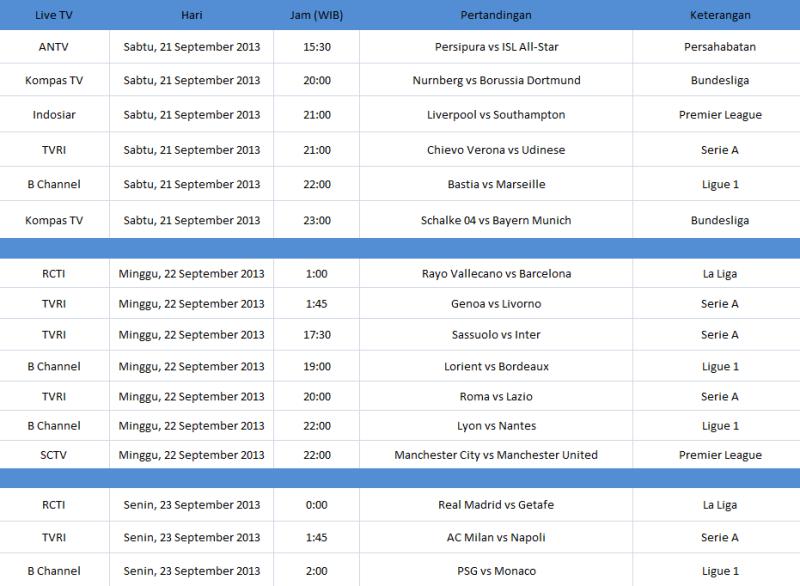 Live TV Hari Jam (WIB) Pertandingan Keterangan
ANTV Sabtu, 21 September 2013 15:30 Persipura vs ISL All-Star Persahabatan
Kompas TV Sabtu, 21 September 2013 20:00 Nurnberg vs Borussia Dortmund Bundesliga
Indosiar Sabtu, 21 September 2013 21:00 Liverpool vs Southampton Premier League
TVRI Sabtu, 21 September 2013 21:00 Chievo Verona vs Udinese Serie A
B Channel Sabtu, 21 September 2013 22:00 Bastia vs Marseille Ligue 1
Kompas TV Sabtu, 21 September 2013 23:00 Schalke 04 vs Bayern Munich Bundesliga
RCTI Minggu, 22 September 2013 1:00 Rayo Vallecano vs Barcelona La Liga
TVRI Minggu, 22 September 2013 1:45 Genoa vs Livorno Serie A
TVRI Minggu, 22 September 2013 17:30 Sassuolo vs Inter Serie A
B Channel Minggu, 22 September 2013 19:00 Lorient vs Bordeaux Ligue 1
TVRI Minggu, 22 September 2013 20:00 Roma vs Lazio Serie A
B Channel Minggu, 22 September 2013 22:00 Lyon vs Nantes Ligue 1
SCTV Minggu, 22 September 2013 22:00 Manchester City vs Manchester United Premier League
RCTI Senin, 23 September 2013 0:00 Real Madrid vs Getafe La Liga
TVRI Senin, 23 September 2013 1:45 AC Milan vs Napoli Serie A
B Channel Senin, 23 September 2013 2:00 PSG vs Monaco Ligue 1